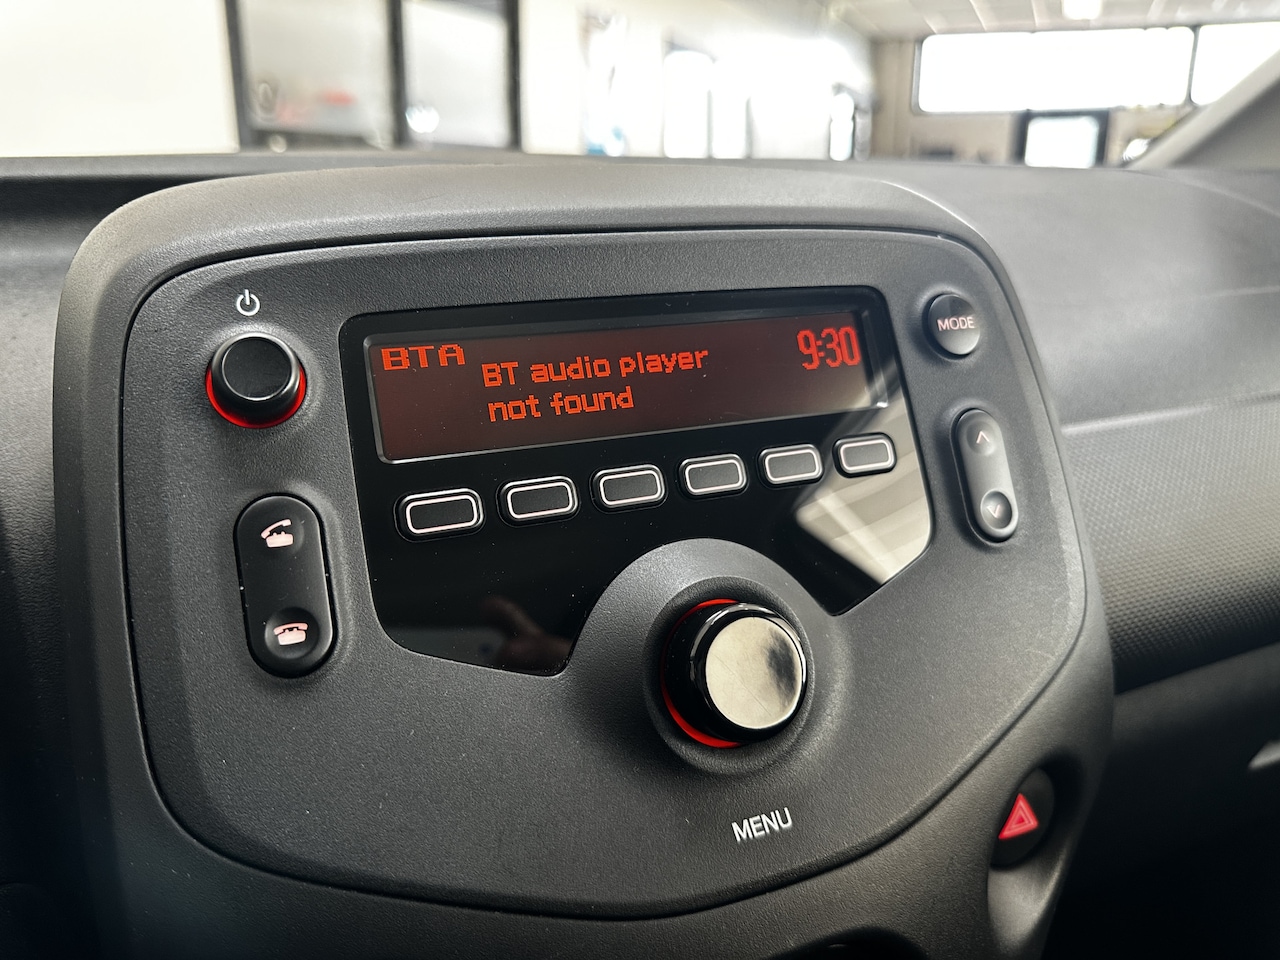 BTA
BT audio player
not found
9:30
MODE
MENU